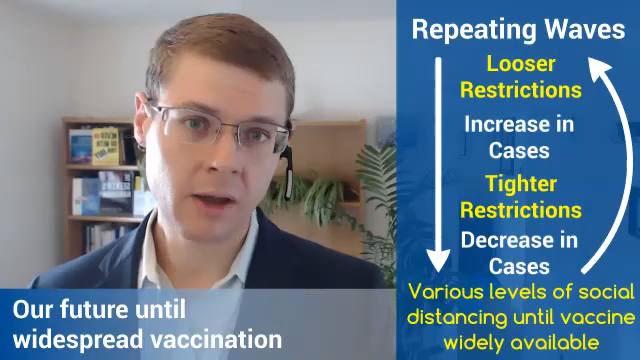 Repeating Waves
Looser
Restrictions
Increase in
Cases
Tighter
Restrictions
Decrease in
Cases
Various levels of social
distancing until vaccine
widely available
Our future until
widespread vaccination